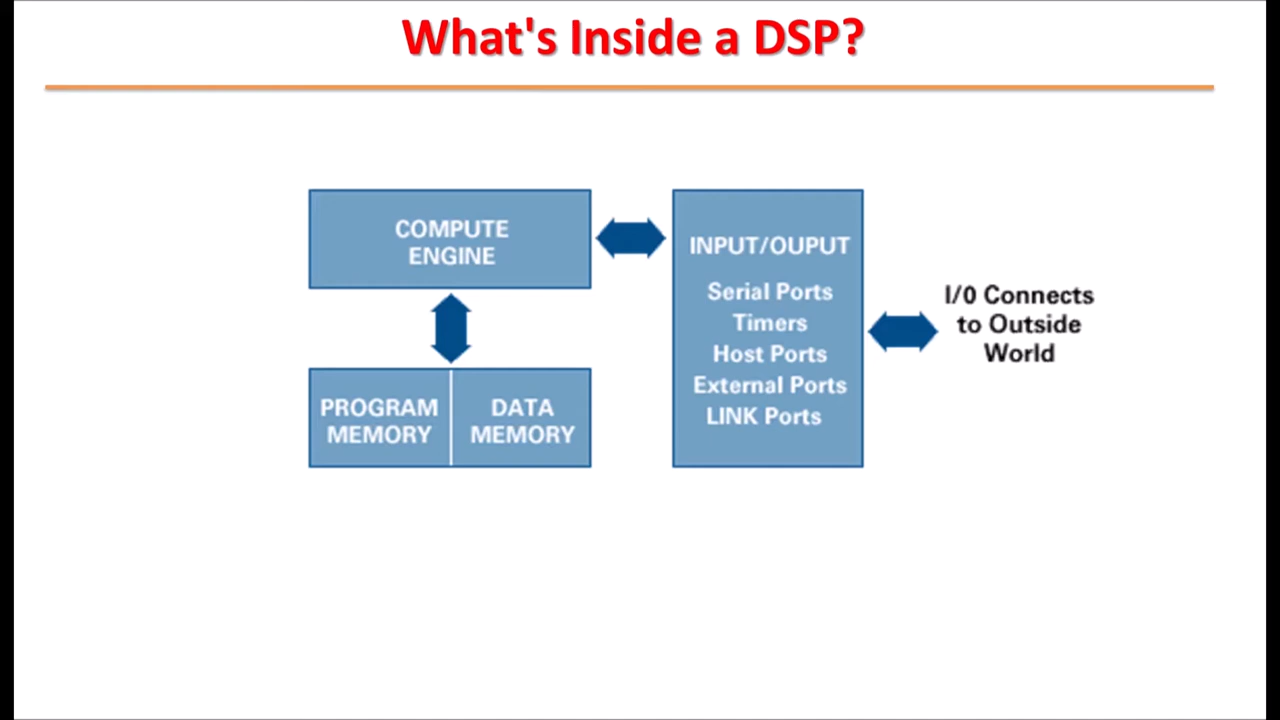 What's Inside a DSP?
COMPUTE
ENGINE
PROGRAM
MEMORY
DATA
MEMORY
INPUT/OUPUT
Serial Ports
Timers
Host Ports
External Ports
LINK Ports
I/0 Connects
to Outside
World